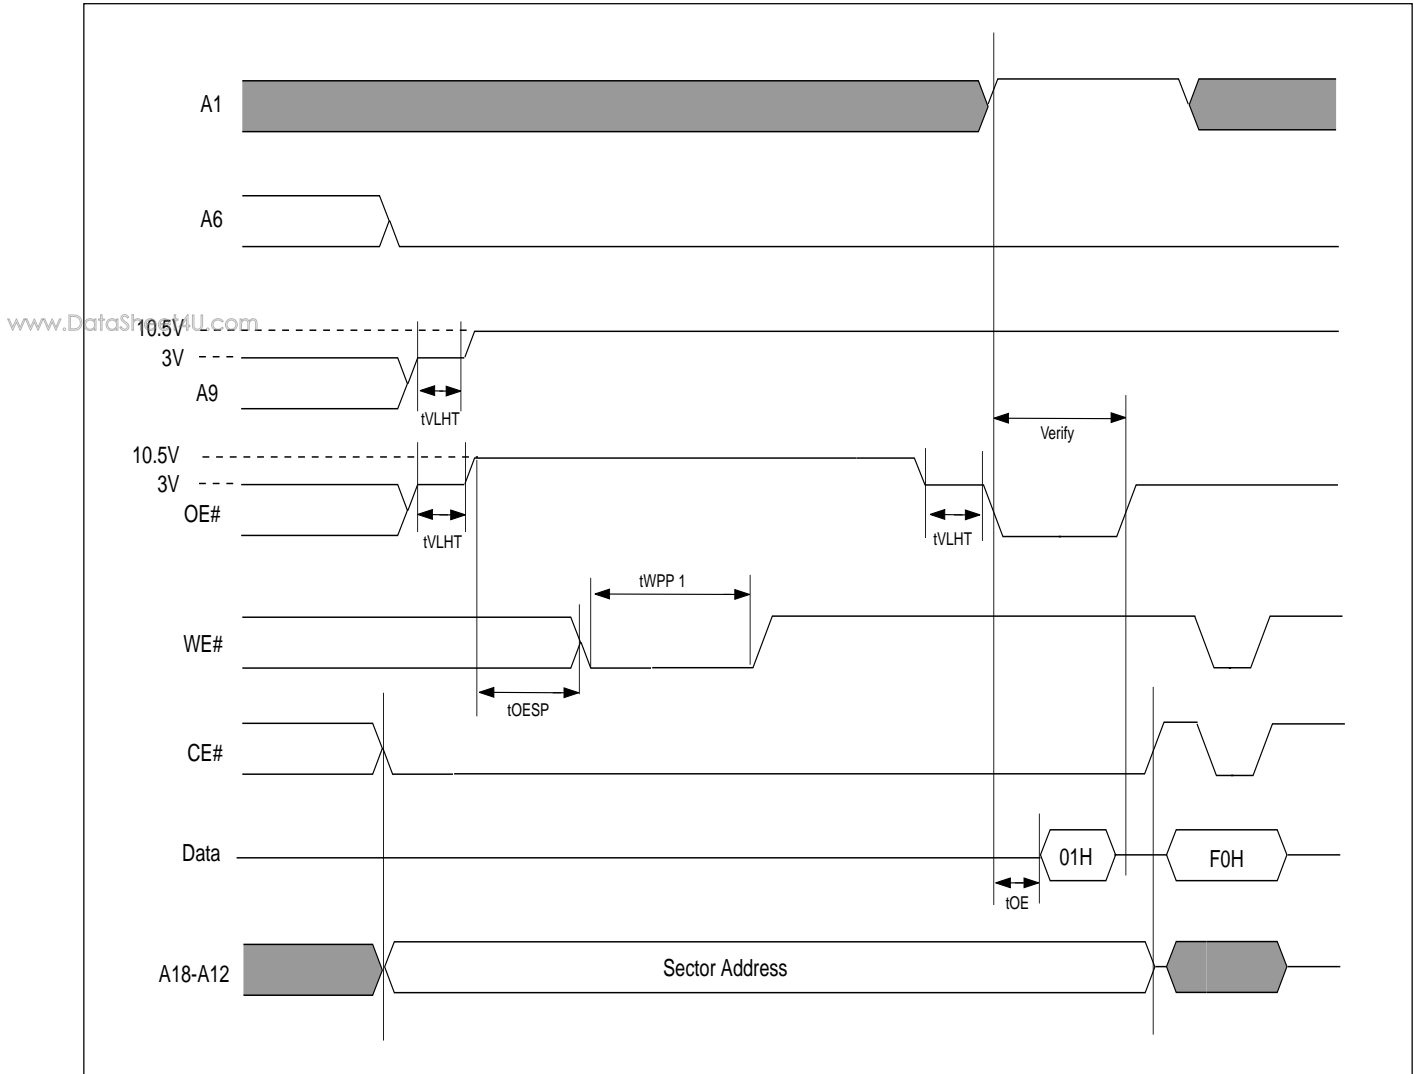 A1
A6
www.DataSheet4U.com
10.5V
3V
A9
tVLHT
Verify
10.5V
3V
OE#
tVLHT
tVLHT
tWPP 1
WE#
tOESP
CE#
Data
01H
F0H
tOE
A18-A12
Sector Address